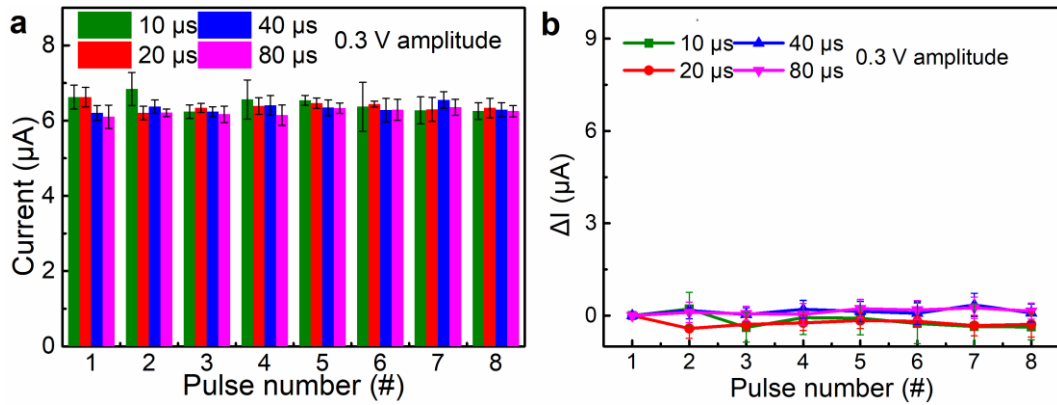 a
10 µs 40 µs
20 µs 80 µs
0.3 V amplitude
8
6
4
2
0
Current (µA)
1 2 3 4 5 6 7 8
Pulse number (#)
b
10 µs 40 µs
20 µs 80 µs
0.3 V amplitude
9
6
3
0
ΔI (µA)
1 2 3 4 5 6 7 8
Pulse number (#)